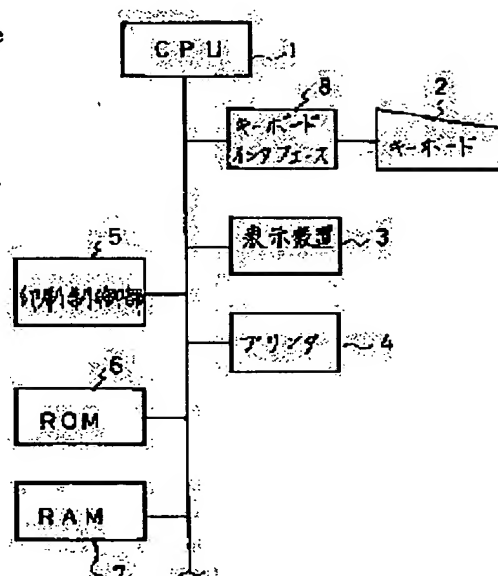 e
CPU
1
8
2
キーボード
インタフェース
キーボード
表示装置
3
5
印刷制御部
プリンタ
4
6
ROM
RAM
7